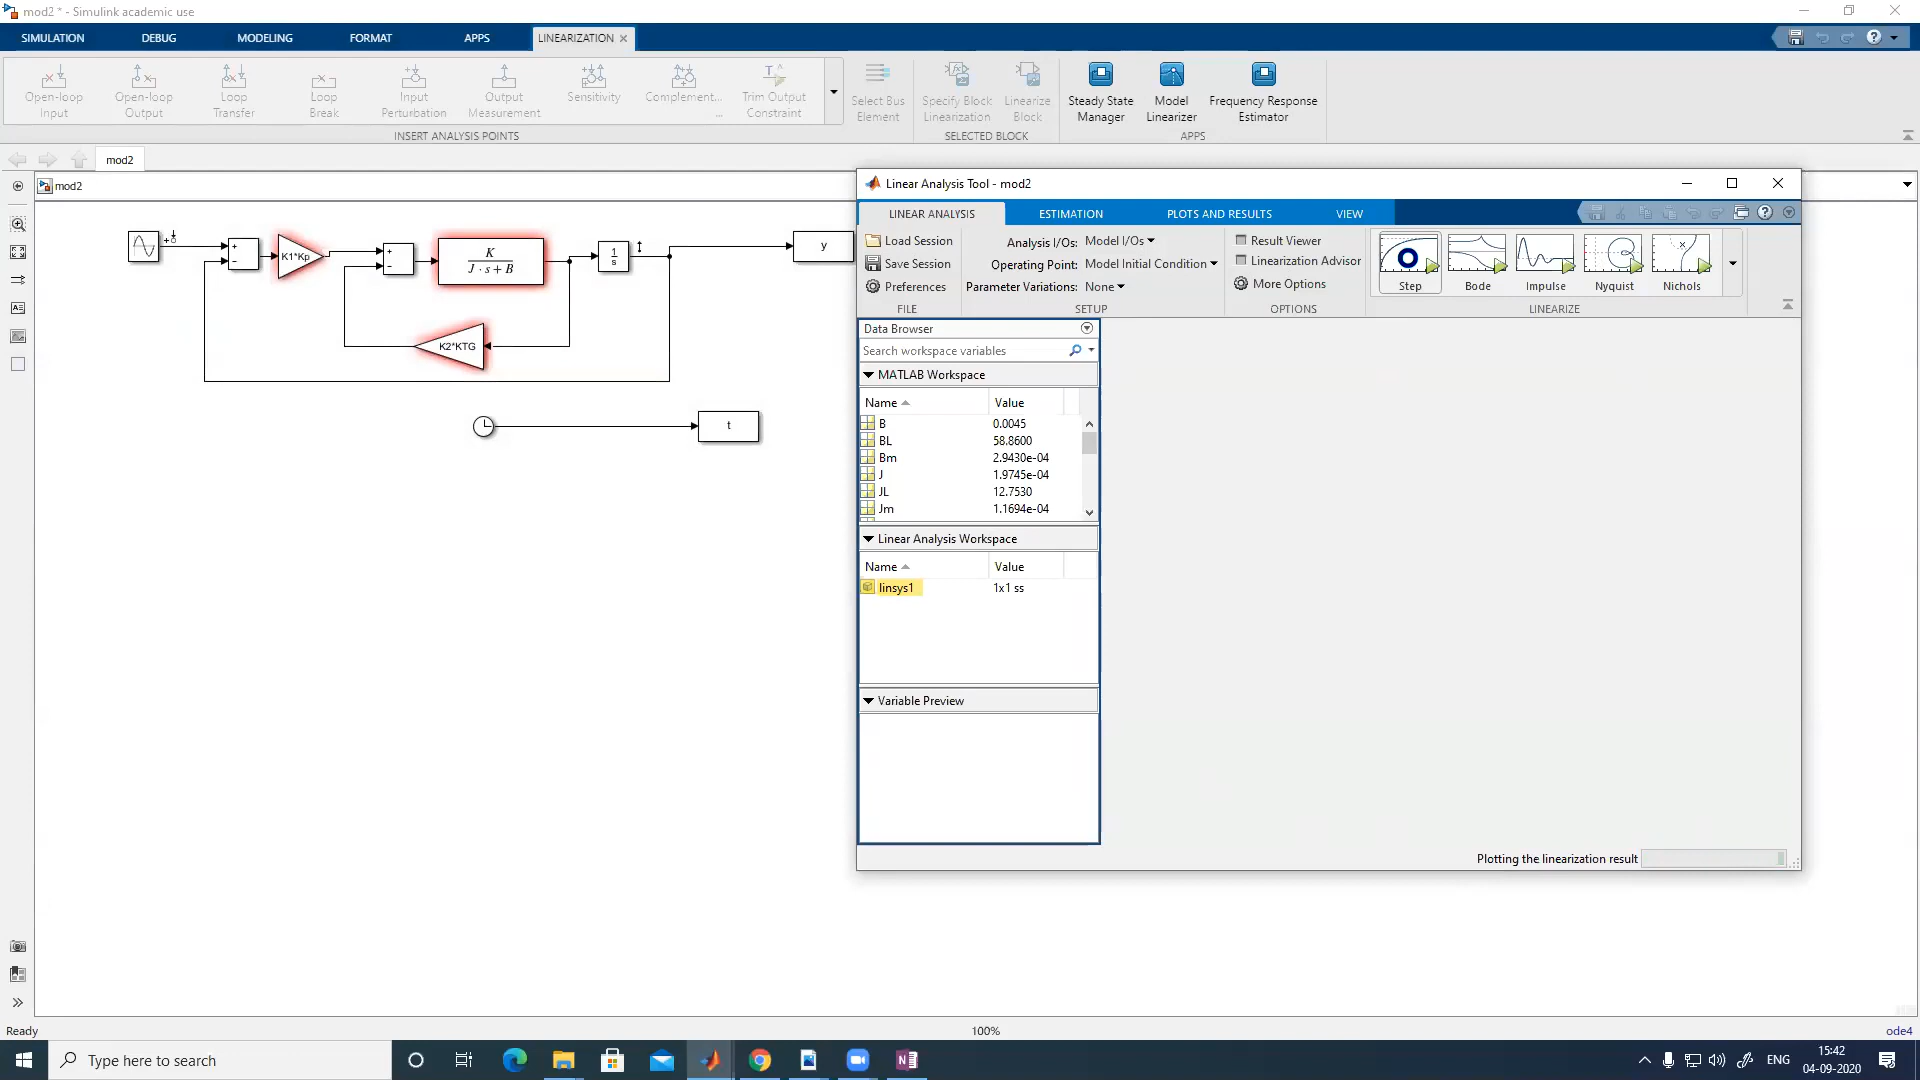 mod2 * - Simulink academic use
SIMULATION DEBUG MODELING FORMAT APPS LINEARIZATION
Open-loop Input
Open-loop Output
Loop Transfer
Loop Break
Input Perturbation
Output Measurement
Sensitivity
Complement... ...
Trim Output Constraint
Select Bus Element
Specify Block Linearization
Linearize Block
Steady State Manager
Model Linearizer
Frequency Response Estimator
INSERT ANALYSIS POINTS SELECTED BLOCK APPS
mod2
mod2
K1*Kp
K
J · s + B
1
s
y
K2*KTG
t
Linear Analysis Tool - mod2
LINEAR ANALYSIS ESTIMATION PLOTS AND RESULTS VIEW
Load Session
Save Session
Preferences
FILE
Analysis I/Os: Model I/Os
Operating Point: Model Initial Condition
Parameter Variations: None
SETUP
Result Viewer
Linearization Advisor
More Options
OPTIONS
Step Bode Impulse Nyquist Nichols
LINEARIZE
Data Browser
Search workspace variables
MATLAB Workspace
Name Value
B 0.0045
BL 58.8600
Bm 2.9430e-04
J 1.9745e-04
JL 12.7530
Jm 1.1694e-04
Linear Analysis Workspace
Name Value
linsys1 1x1 ss
Variable Preview
Plotting the linearization result
Ready 100% ode4
Type here to search
ENG
15:42
04-09-2020